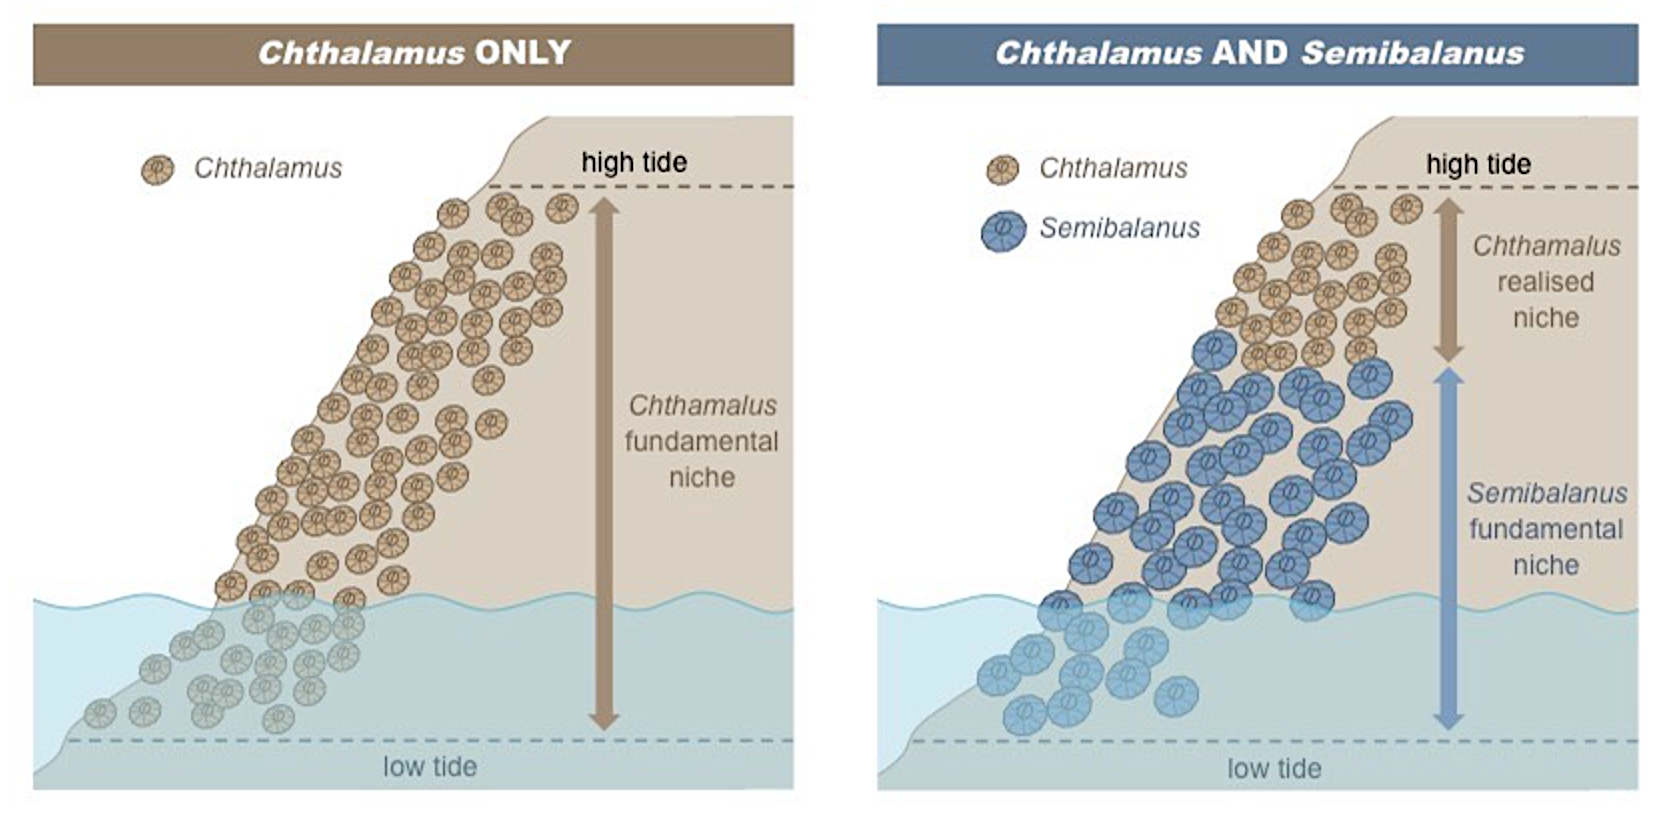 Chthalamus ONLY
Chthalamus
high tide
Chthamalus
fundamental
niche
low tide
Chthalamus AND Semibalanus
Chthalamus
Semibalanus
high tide
Chthamalus
realised
niche
Semibalanus
fundamental
niche
low tide